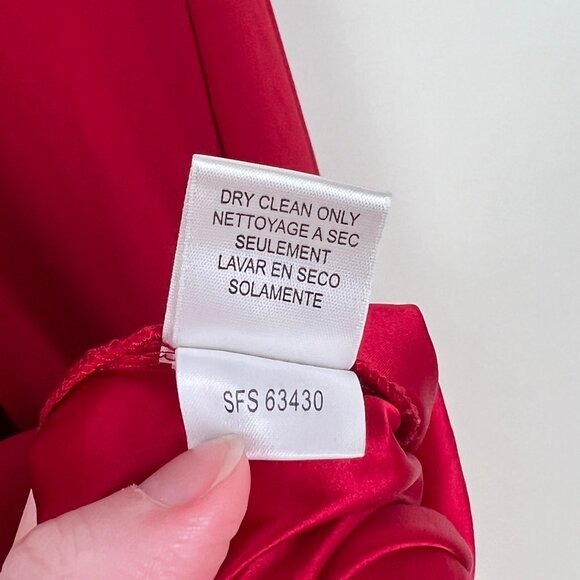 DRY CLEAN ONLY
NETTOYAGE A SEC
SEULEMENT
LAVAR EN SECO
SOLAMENTE
SFS 63430